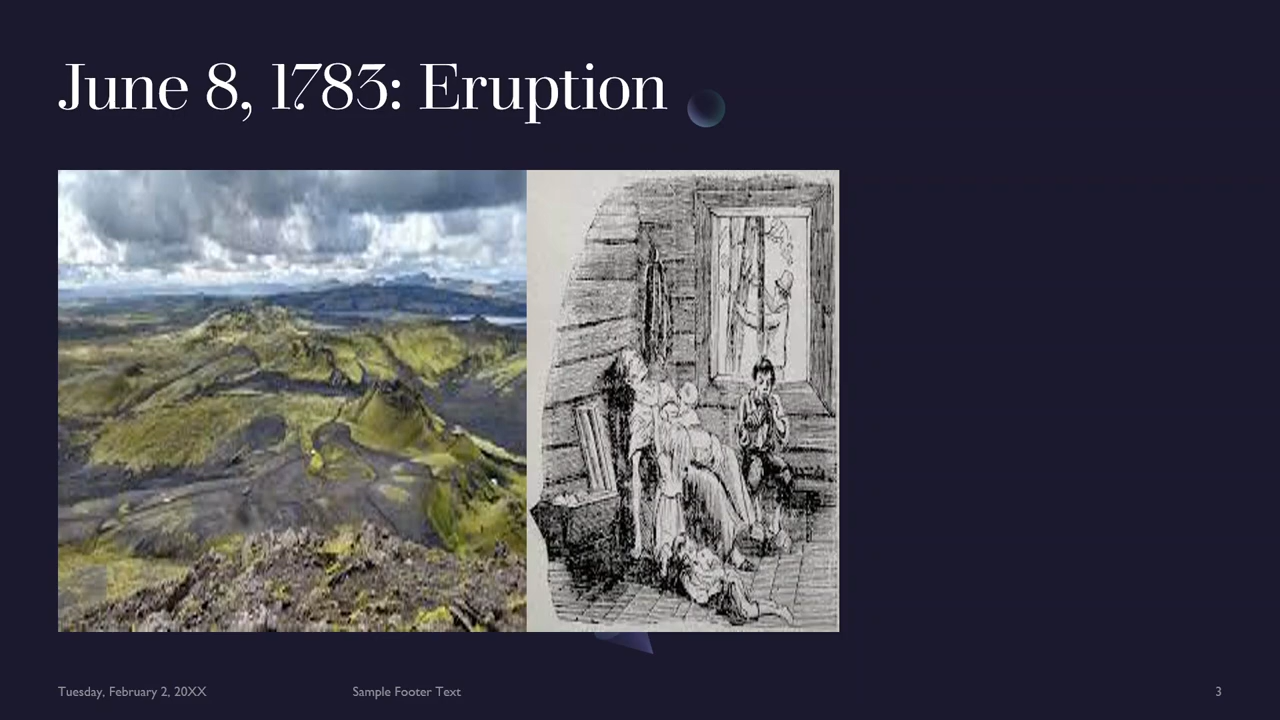 June 8, 1783: Eruption
Tuesday, February 2, 20XX
Sample Footer Text
3